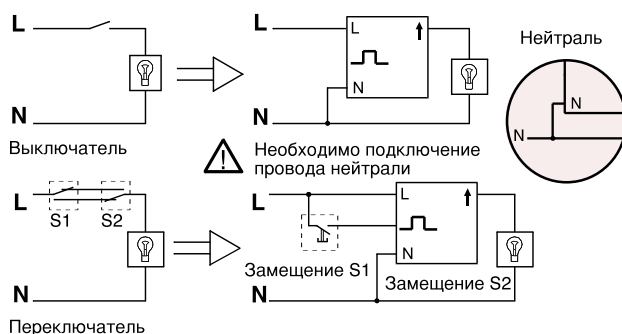 L
N
Выключатель
L
L
N
N
Нейтраль
N
N
Необходимо подключение
провода нейтрали
L
S1 S2
N
Переключатель
L
L
N
Замещение S1
Замещение S2
N